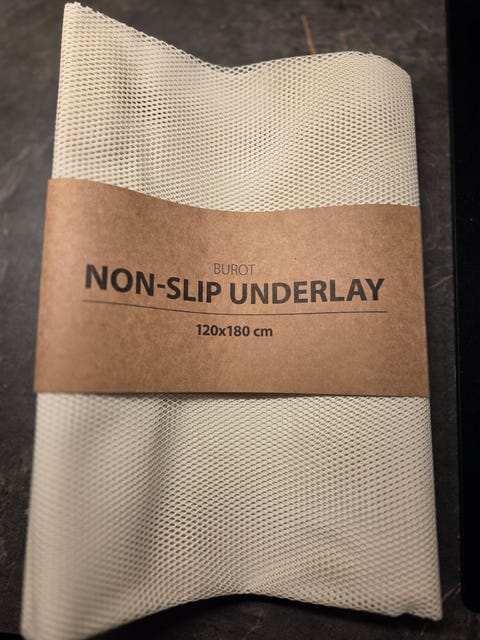 BUROT
NON-SLIP UNDERLAY
120x180 cm